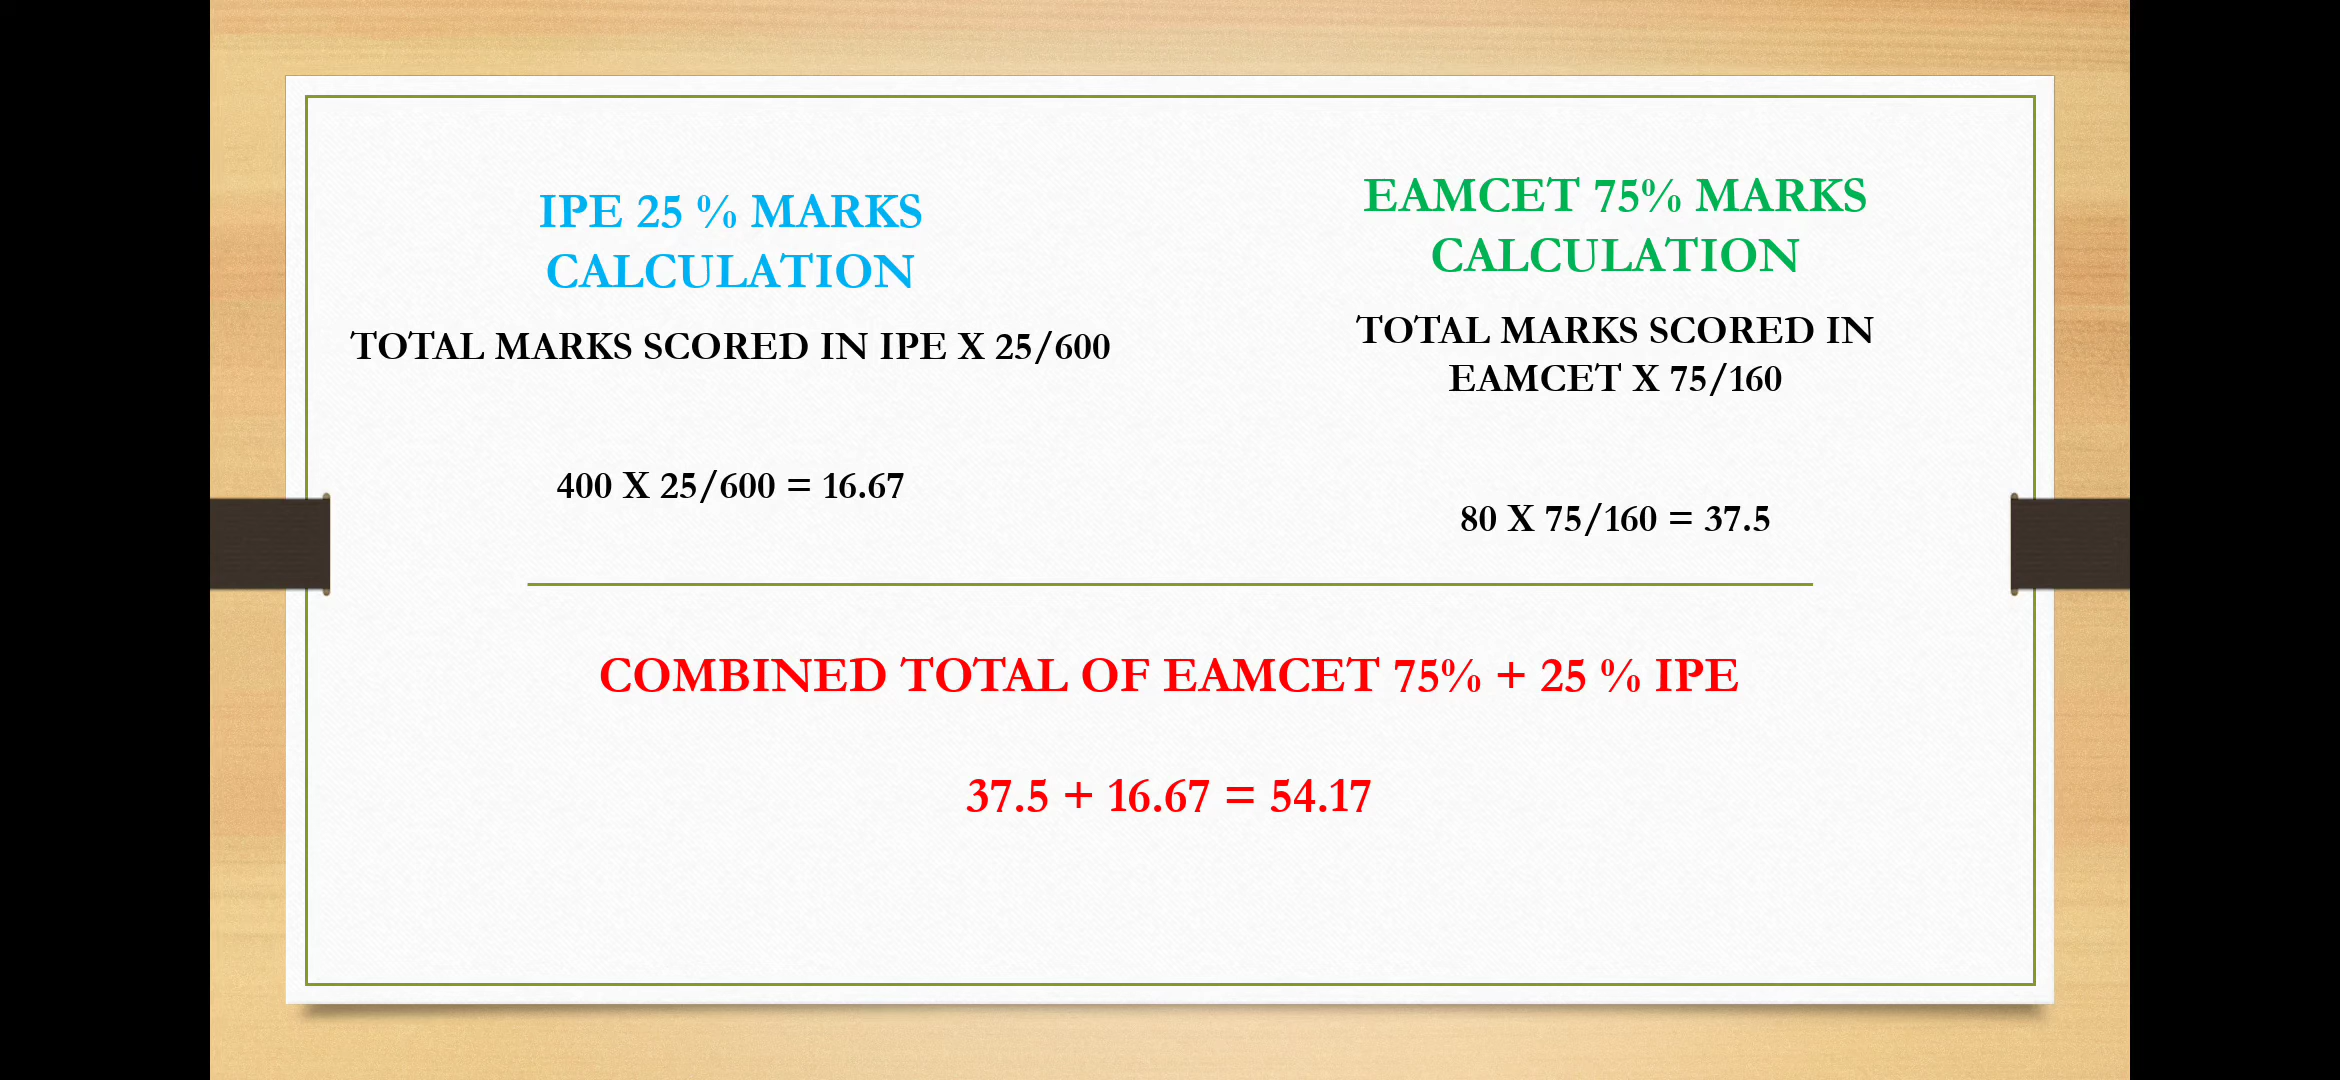 IPE 25 % MARKS
CALCULATION
TOTAL MARKS SCORED IN IPE X 25/600
400 X 25/600 = 16.67
EAMCET 75% MARKS
CALCULATION
TOTAL MARKS SCORED IN
EAMCET X 75/160
80 X 75/160 = 37.5
COMBINED TOTAL OF EAMCET 75% + 25 % IPE
37.5 + 16.67 = 54.17